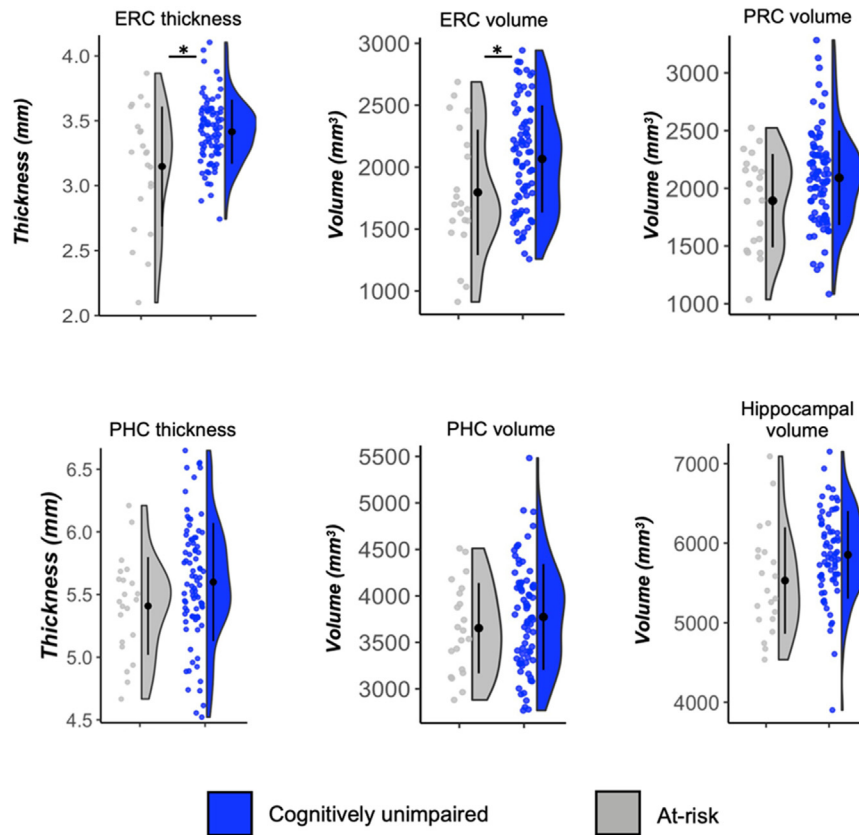 ERC thickness
Thickness (mm)
4.0
3.5
3.0
2.5
2.0
*
ERC volume
Volume (mm³)
3000
2500
2000
1500
1000
*
PRC volume
Volume (mm³)
3000
2500
2000
1500
1000
PHC thickness
Thickness (mm)
6.5
6.0
5.5
5.0
4.5
PHC volume
Volume (mm³)
5500
5000
4500
4000
3500
3000
Hippocampal
volume
Volume (mm³)
7000
6000
5000
4000
Cognitively unimpaired
At-risk